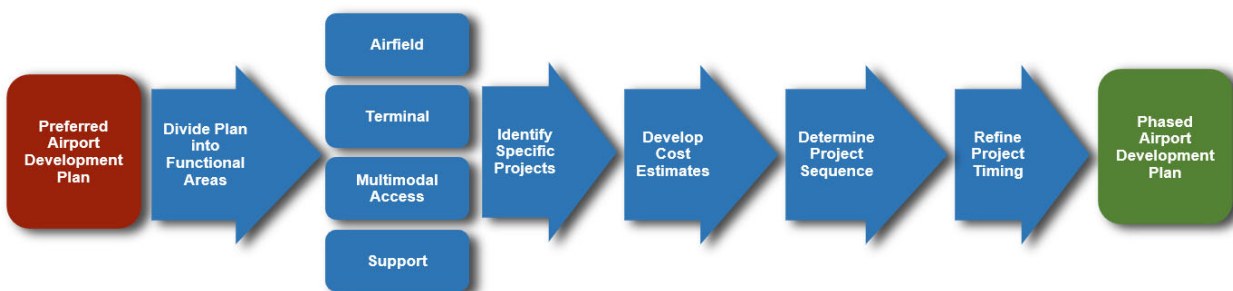 Preferred
Airport
Development
Plan
Divide Plan
into
Functional
Areas
Airfield
Terminal
Multimodal
Access
Support
Identify
Specific
Projects
Develop
Cost
Estimates
Determine
Project
Sequence
Refine
Project
Timing
Phased
Airport
Development
Plan